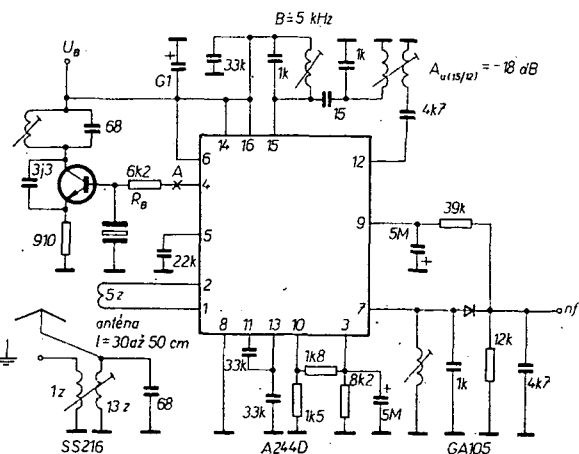 B ≐ 5 kHz
U_B
G1
+
33k
1k
1k
A_u(15/12) = -18 dB
15
4k7
68
14 16 15
6
12
3j3
6k2
A
4
R_B
9
39k
5M
+
910
5
22k
2
5z
1
7
nf
anténa
l = 30 až 50 cm
8 11 13 10 3
33k
1k8
8k2
+
5M
1k
12k
4k7
1z
13z
68
33k
1k5
SS216
A244D
GA105